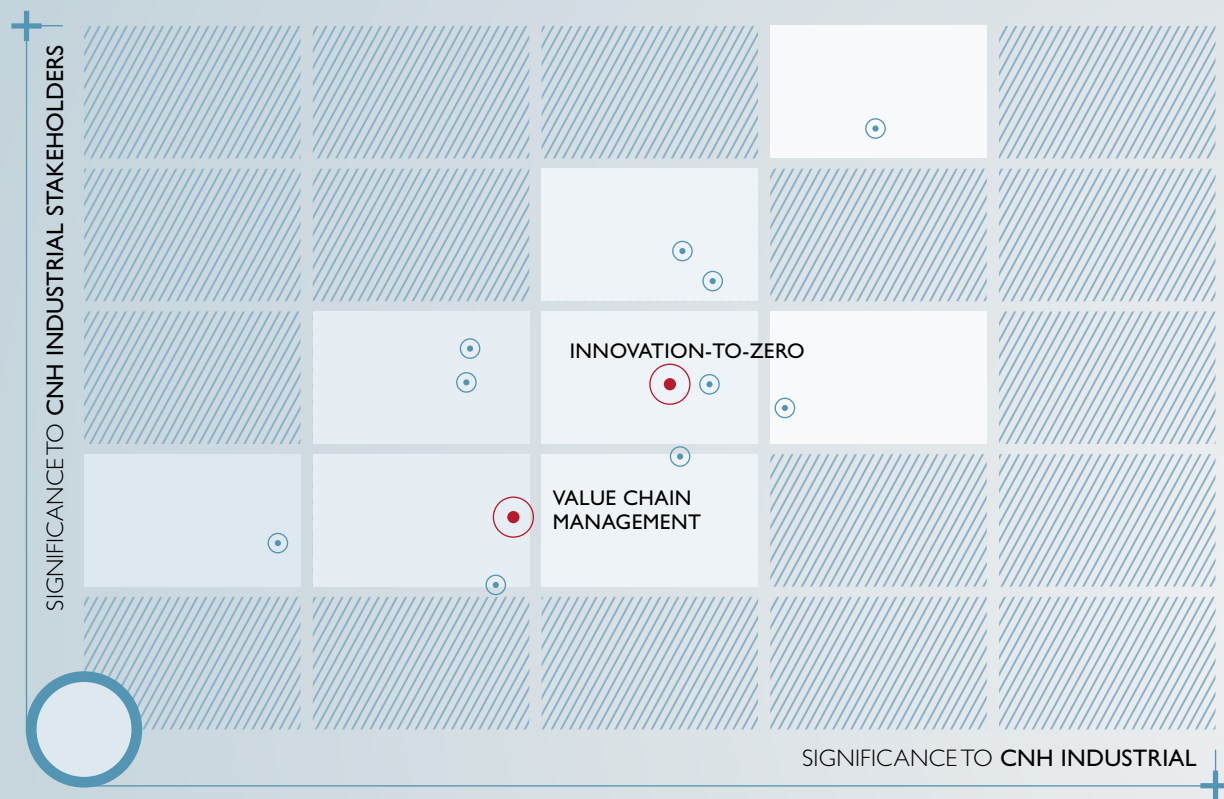 SIGNIFICANCE TO CNH INDUSTRIAL STAKEHOLDERS
INNOVATION-TO-ZERO
VALUE CHAIN
MANAGEMENT
SIGNIFICANCE TO CNH INDUSTRIAL